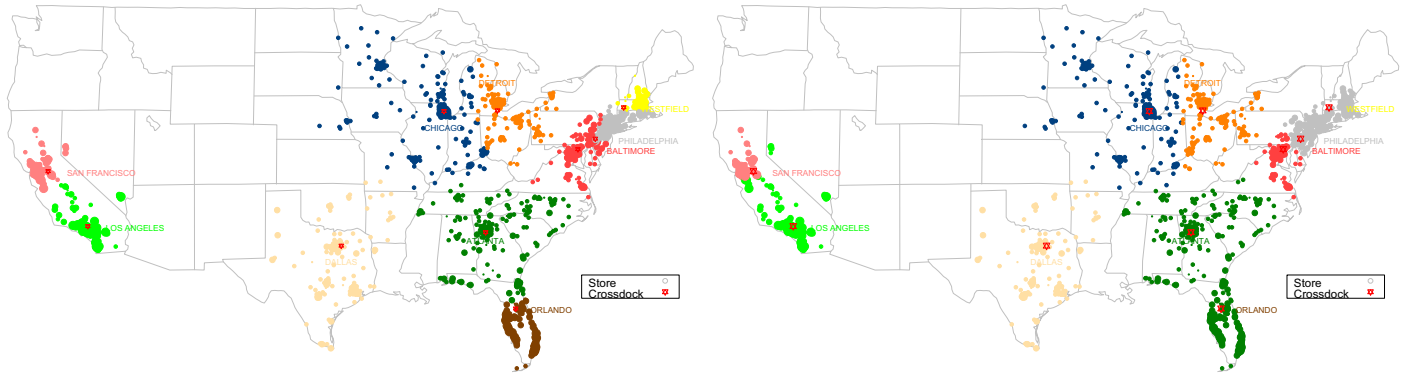 DETROIT
WESTFIELD
CHICAGO
PHILADELPHIA
BALTIMORE
SAN FRANCISCO
LOS ANGELES
ATLANTA
DALLAS
Store
Crossdock
ORLANDO
DETROIT
WESTFIELD
CHICAGO
PHILADELPHIA
BALTIMORE
SAN FRANCISCO
LOS ANGELES
ATLANTA
DALLAS
Store
Crossdock
ORLANDO